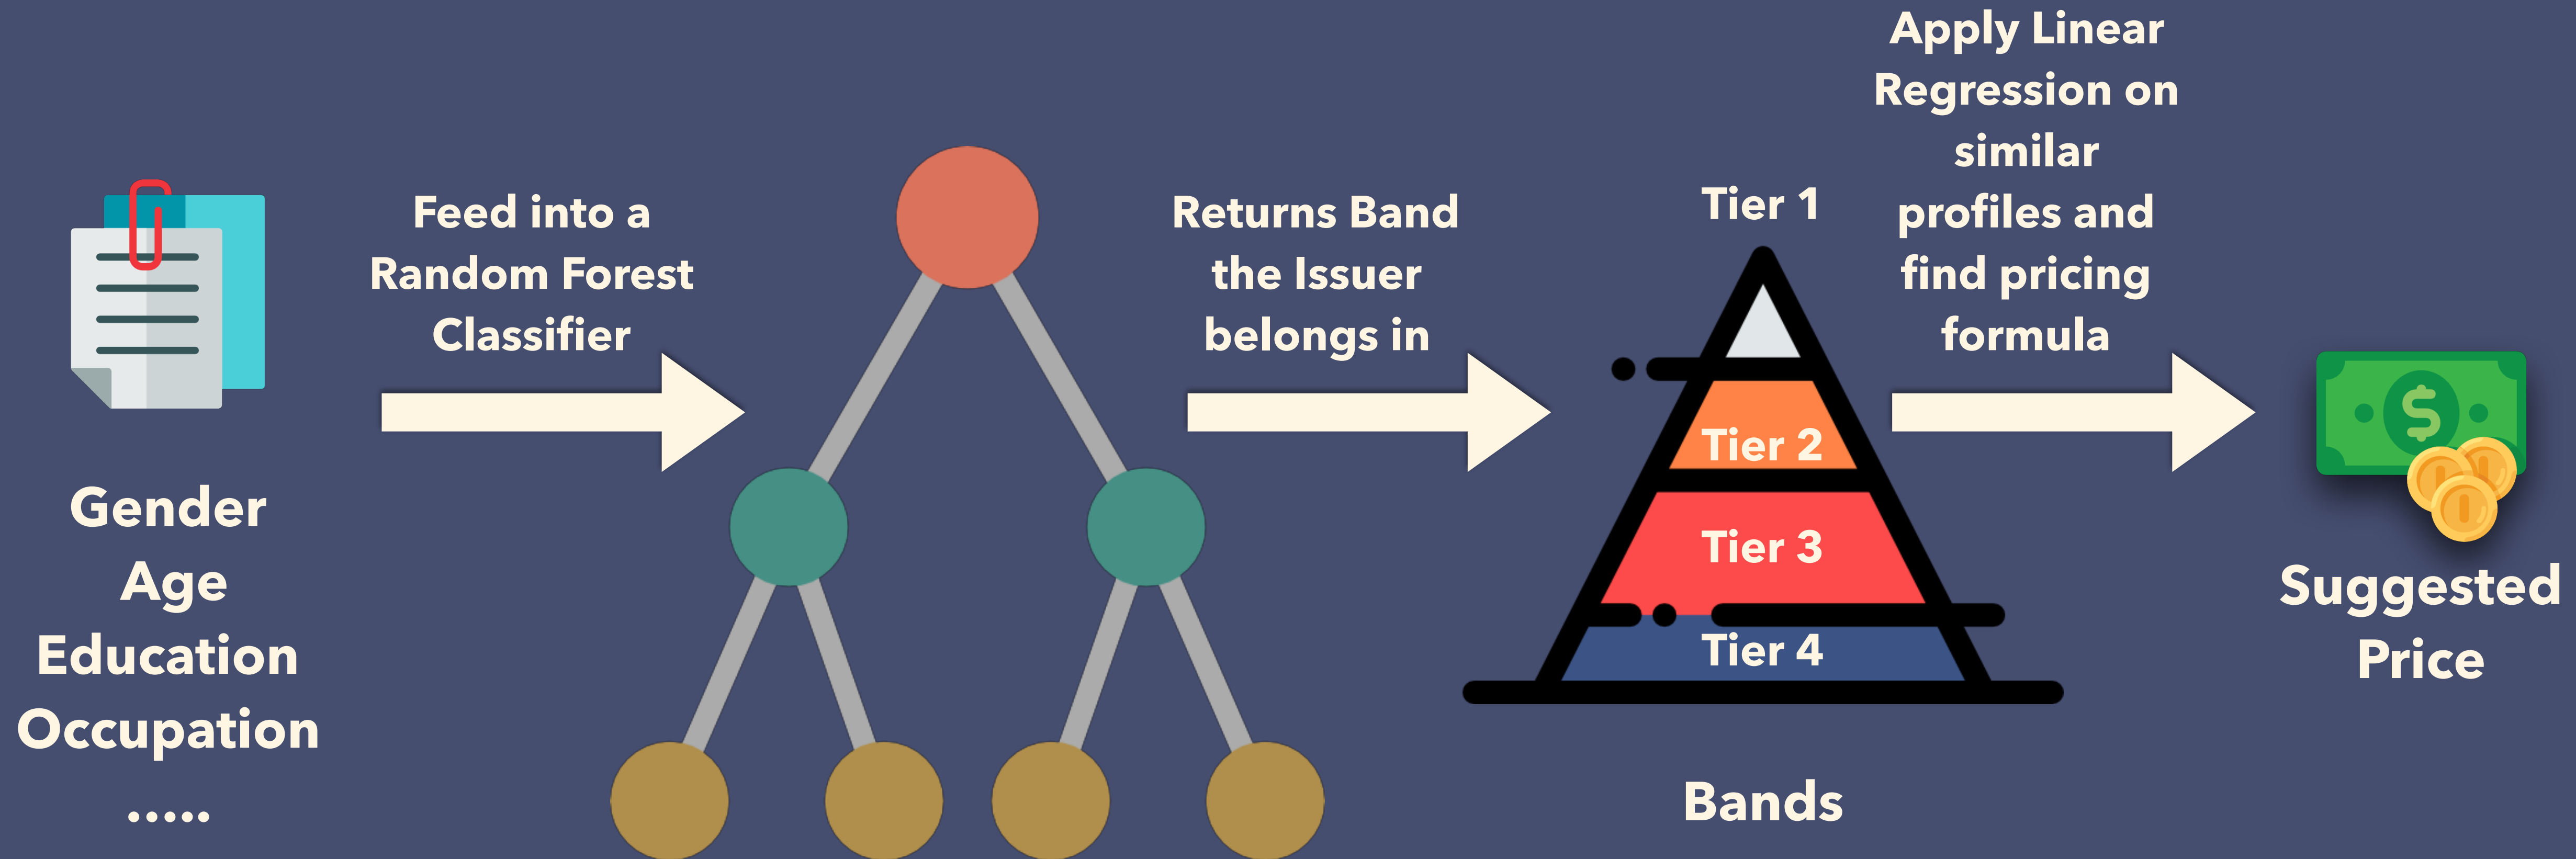 Gender
Age
Education
Occupation
.....
Feed into a
Random Forest
Classifier
Returns Band
the Issuer
belongs in
Tier 1
Tier 2
Tier 3
Tier 4
Bands
Apply Linear
Regression on
similar
profiles and
find pricing
formula
Suggested
Price